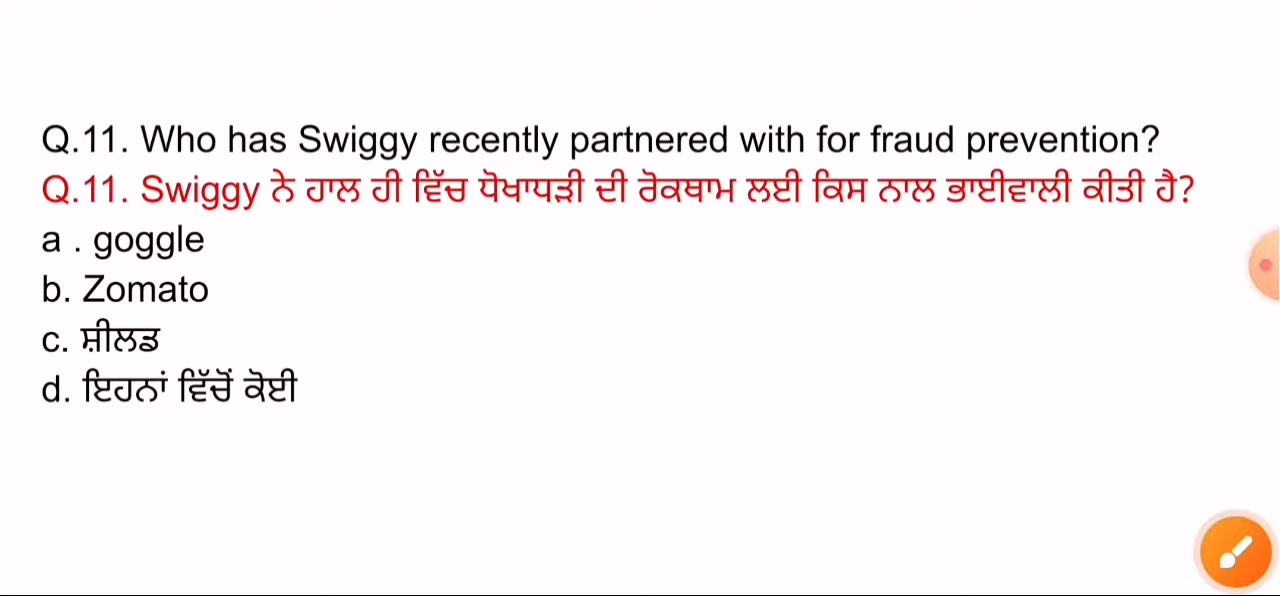 Q.11. Who has Swiggy recently partnered with for fraud prevention?
Q.11. Swiggy ਨੇ ਹਾਲ ਹੀ ਵਿੱਚ ਧੋਖਾਧੜੀ ਦੀ ਰੋਕਥਾਮ ਲਈ ਕਿਸ ਨਾਲ ਭਾਈਵਾਲੀ ਕੀਤੀ ਹੈ?
a . goggle
b. Zomato
c. ਸ਼ੀਲਡ
d. ਇਹਨਾਂ ਵਿੱਚੋਂ ਕੋਈ